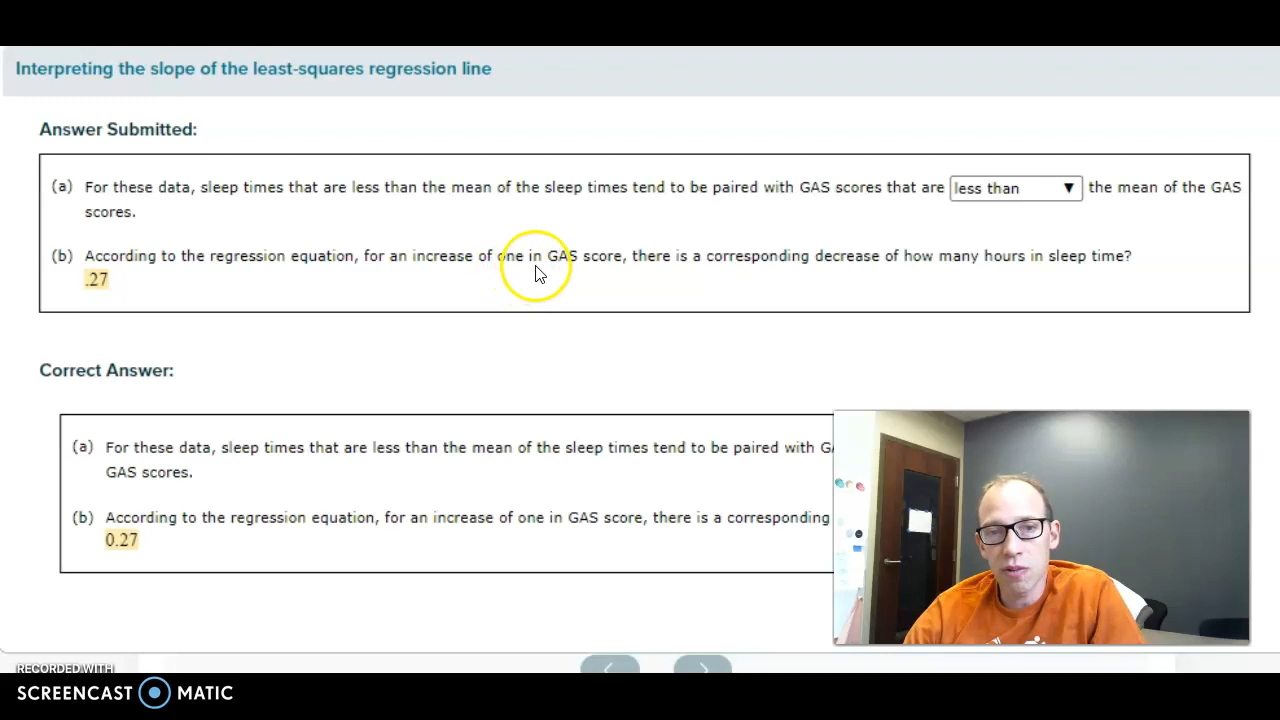 Interpreting the slope of the least-squares regression line
Answer Submitted:
(a) For these data, sleep times that are less than the mean of the sleep times tend to be paired with GAS scores that are less than ▼ the mean of the GAS
scores.
(b) According to the regression equation, for an increase of one in GAS score, there is a corresponding decrease of how many hours in sleep time?
.27
Correct Answer:
(a) For these data, sleep times that are less than the mean of the sleep times tend to be paired with
GAS scores.
(b) According to the regression equation, for an increase of one in GAS score, there is a corresponding
0.27
RECORDED WITH
SCREENCAST MATIC